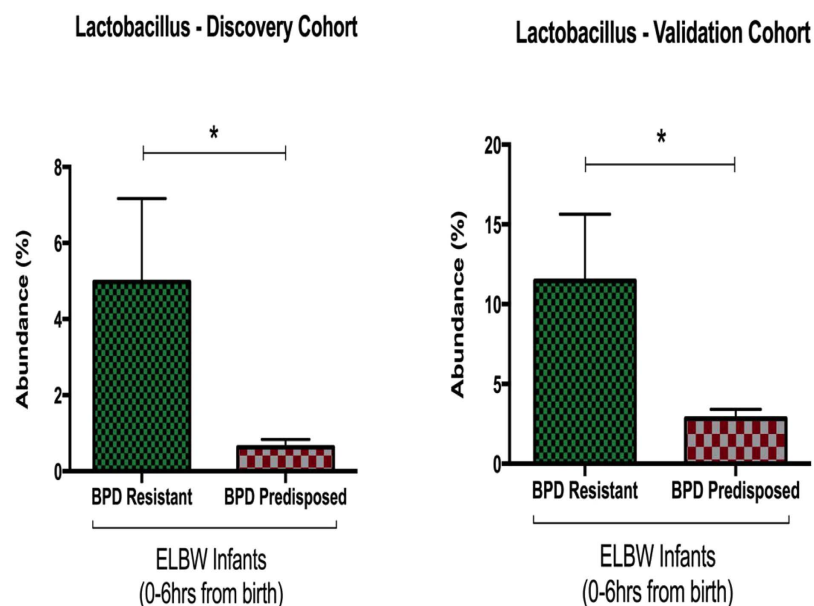 Lactobacillus - Discovery Cohort
*
8
6
4
2
0
Abundance (%)
BPD Resistant
BPD Predisposed
ELBW Infants
(0-6hrs from birth)
Lactobacillus - Validation Cohort
*
20
15
10
5
0
Abundance (%)
BPD Resistant
BPD Predisposed
ELBW Infants
(0-6hrs from birth)